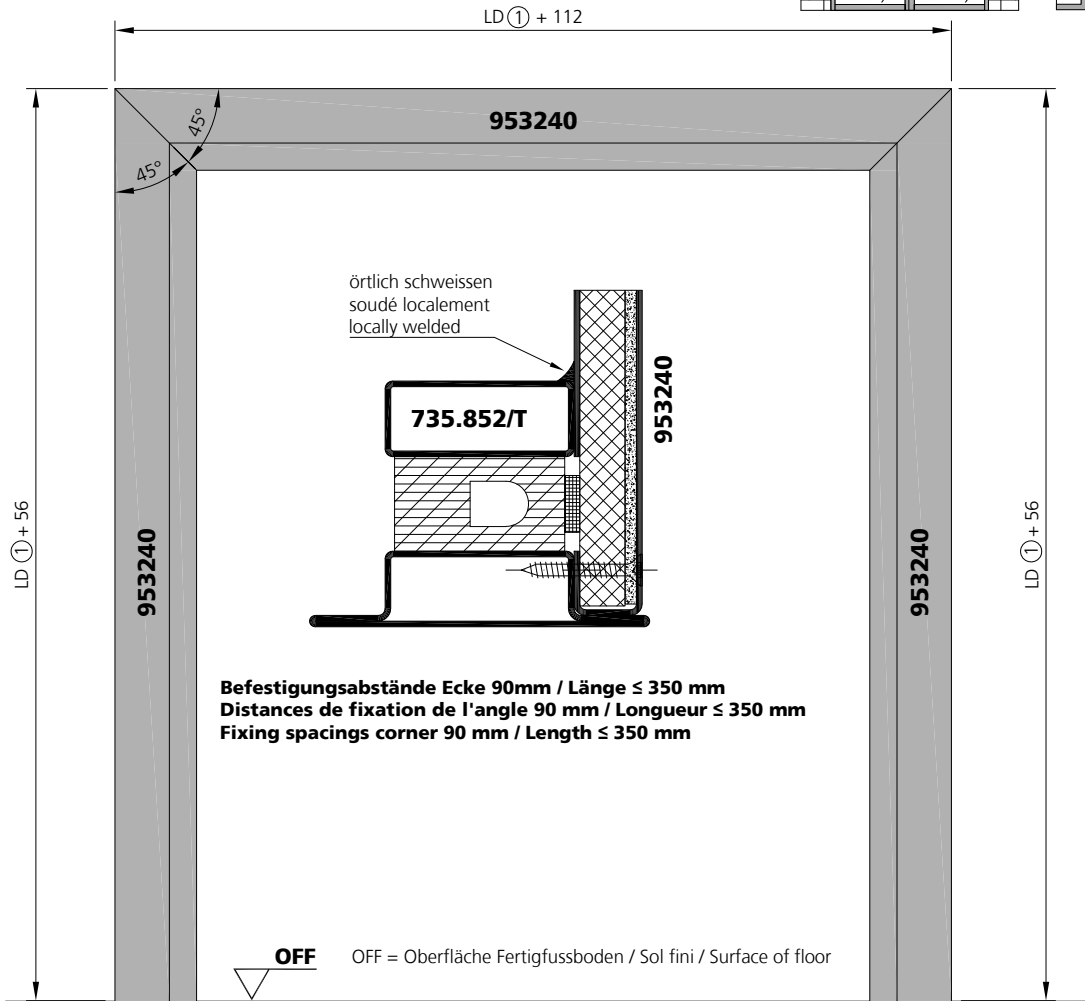 LD ① + 112
953240
45°
45°
örtlich schweissen
soudé localement
locally welded
953240
735.852/T
LD ① + 56
953240
953240
LD ① + 56
Befestigungsabstände Ecke 90mm / Länge ≤ 350 mm
Distances de fixation de l'angle 90 mm / Longueur ≤ 350 mm
Fixing spacings corner 90 mm / Length ≤ 350 mm
OFF OFF = Oberfläche Fertigfussboden / Sol fini / Surface of floor